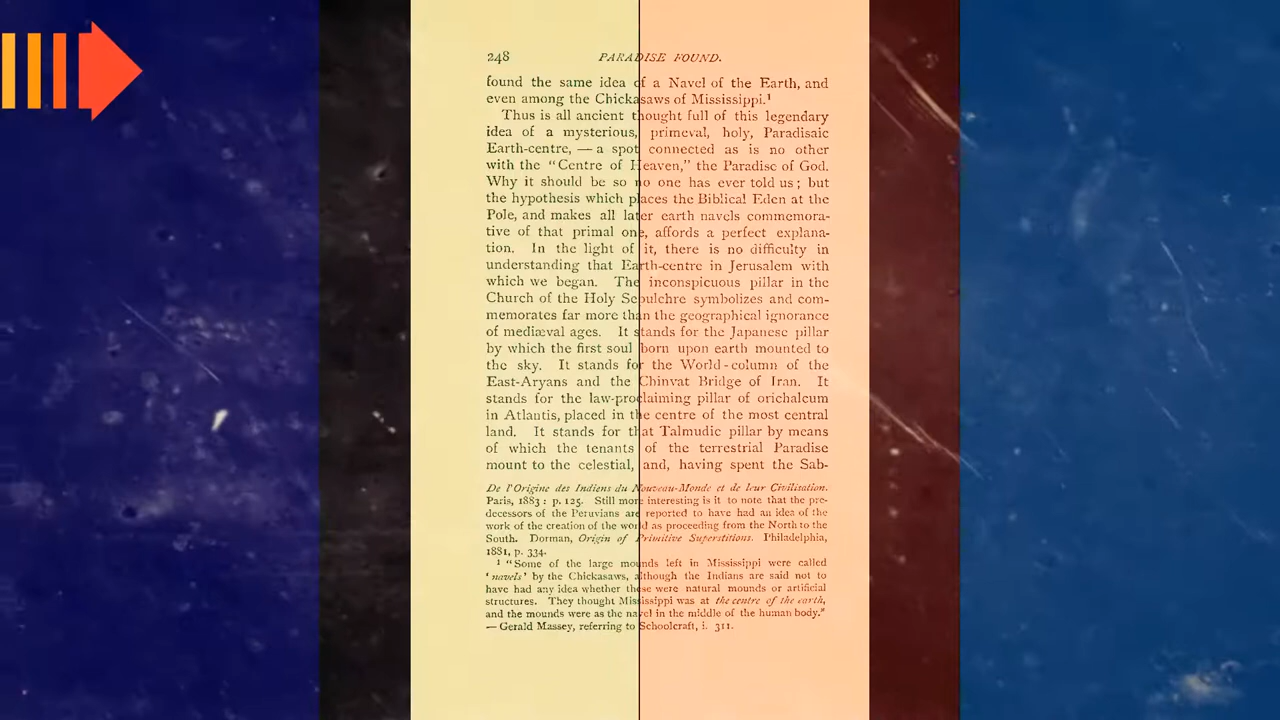 248 PARADISE FOUND.
found the same idea of a Navel of the Earth, and
even among the Chickasaws of Mississippi.¹
Thus is all ancient thought full of this legendary
idea of a mysterious, primeval, holy, Paradisaic
Earth-centre, — a spot connected as is no other
with the "Centre of Heaven," the Paradise of God.
Why it should be so no one has ever told us; but
the hypothesis which places the Biblical Eden at the
Pole, and makes all later earth navels commemora-
tive of that primal one, affords a perfect explana-
tion. In the light of it, there is no difficulty in
understanding that Earth-centre in Jerusalem with
which we began. The inconspicuous pillar in the
Church of the Holy Sepulchre symbolizes and com-
memorates far more than the geographical ignorance
of mediæval ages. It stands for the Japanese pillar
by which the first soul born upon earth mounted to
the sky. It stands for the World-column of the
East-Aryans and the Chinvat Bridge of Iran. It
stands for the law-proclaiming pillar of orichalcum
in Atlantis, placed in the centre of the most central
land. It stands for that Talmudic pillar by means
of which the tenants of the terrestrial Paradise
mount to the celestial, and, having spent the Sab-
De l'Origine des Indiens du Nouveau-Monde et de leur Civilisation.
Paris, 1883: p. 125. Still more interesting is it to note that the pre-
decessors of the Peruvians are reported to have had an idea of the
work of the creation of the world as proceeding from the North to the
South. Dorman, Origin of Primitive Superstitions. Philadelphia,
1881, p. 334.
¹ "Some of the large mounds left in Mississippi were called
'navels' by the Chickasaws, although the Indians are said not to
have had any idea whether these were natural mounds or artificial
structures. They thought Mississippi was at the centre of the earth,
and the mounds were as the navel in the middle of the human body."
— Gerald Massey, referring to Schoolcraft, i. 311.